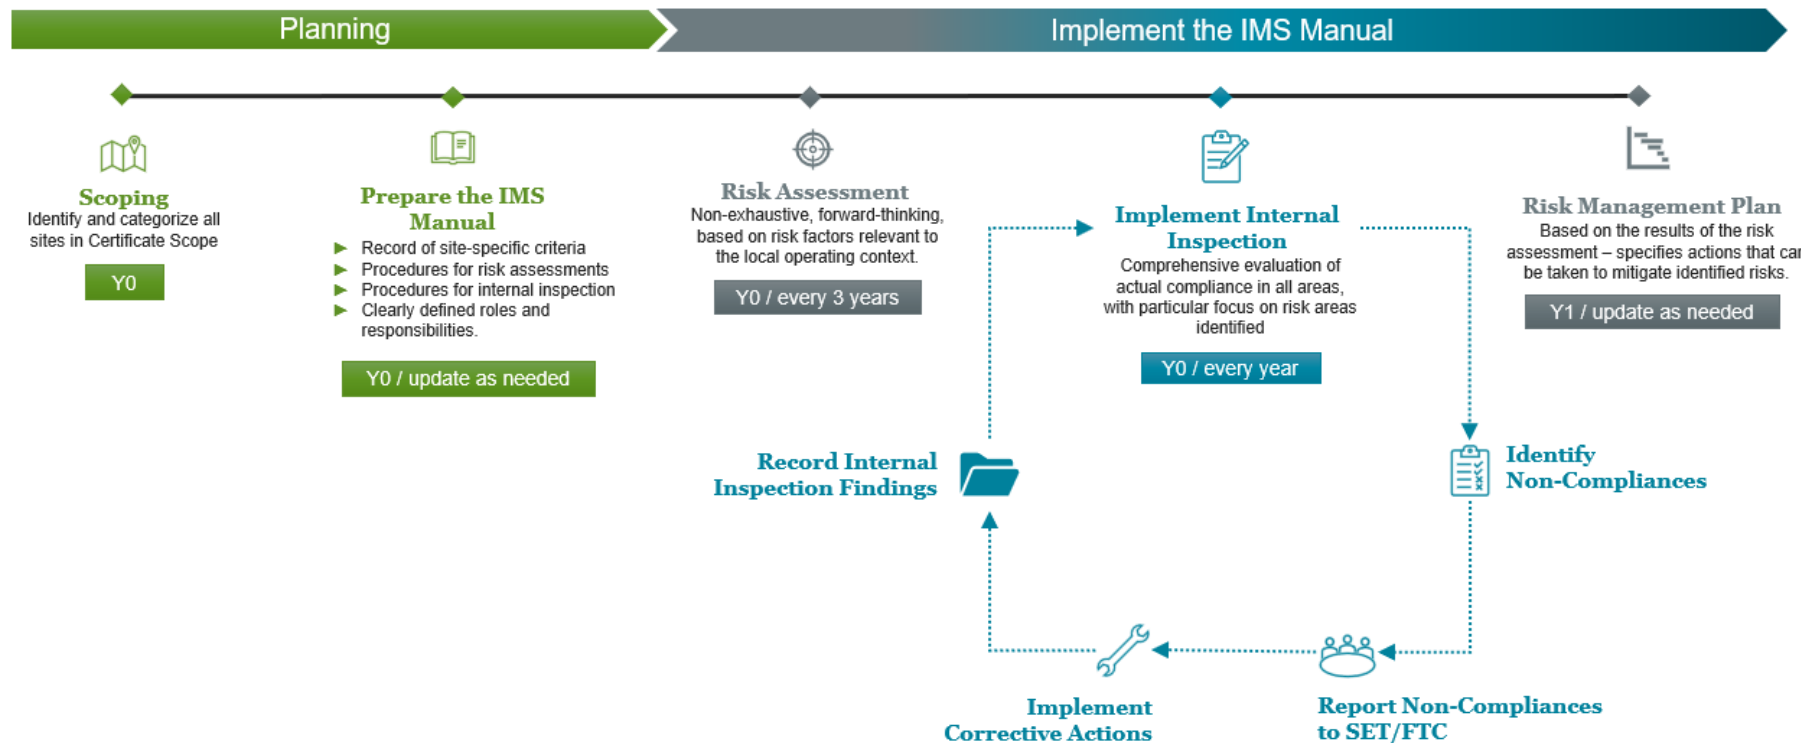 Planning
Implement the IMS Manual
Scoping
Identify and categorize all
sites in Certificate Scope
Y0
Prepare the IMS
Manual
Record of site-specific criteria
Procedures for risk assessments
Procedures for internal inspection
Clearly defined roles and
responsibilities.
Y0 / update as needed
Risk Assessment
Non-exhaustive, forward-thinking,
based on risk factors relevant to
the local operating context.
Y0 / every 3 years
Implement Internal
Inspection
Comprehensive evaluation of
actual compliance in all areas,
with particular focus on risk areas
identified
Y0 / every year
Risk Management Plan
Based on the results of the risk
assessment – specifies actions that can
be taken to mitigate identified risks.
Y1 / update as needed
Record Internal
Inspection Findings
Identify
Non-Compliances
Implement
Corrective Actions
Report Non-Compliances
to SET/FTC